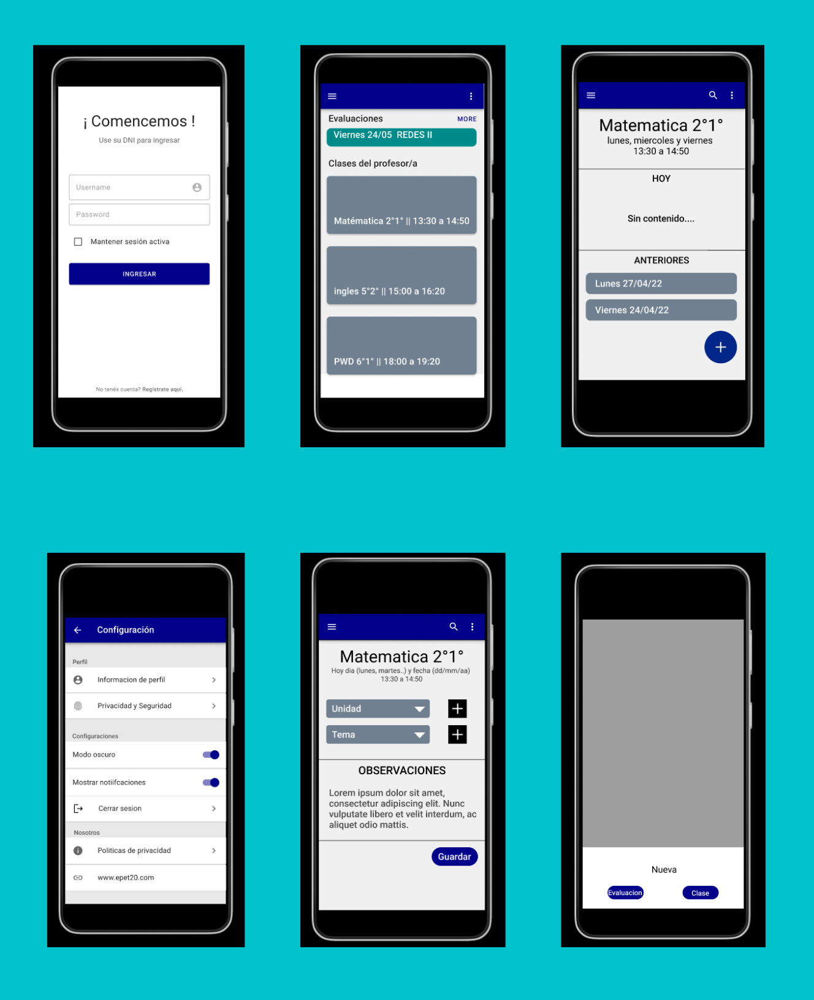 ¡ Comencemos !
Use su DNI para ingresar
Username
Password
Mantener sesión activa
INGRESAR
No tenés cuenta? Registrate aquí.
Evaluaciones MORE
Viernes 24/05 REDES II
Clases del profesor/a
Matématica 2°1° || 13:30 a 14:50
ingles 5°2° || 15:00 a 16:20
PWD 6°1° || 18:00 a 19:20
Matematica 2°1°
lunes, miercoles y viernes
13:30 a 14:50
HOY
Sin contenido....
ANTERIORES
Lunes 27/04/22
Viernes 24/04/22
Configuración
Perfil
Informacion de perfil
Privacidad y Seguridad
Configuraciones
Modo oscuro
Mostrar notiifcaciones
Cerrar sesion
Nosotros
Politicas de privacidad
www.epet20.com
Matematica 2°1°
Hoy dia (lunes, martes..) y fecha (dd/mm/aa)
13:30 a 14:50
Unidad
Tema
OBSERVACIONES
Lorem ipsum dolor sit amet,
consectetur adipiscing elit. Nunc
vulputate libero et velit interdum, ac
aliquet odio mattis.
Guardar
Nueva
Evaluacion Clase